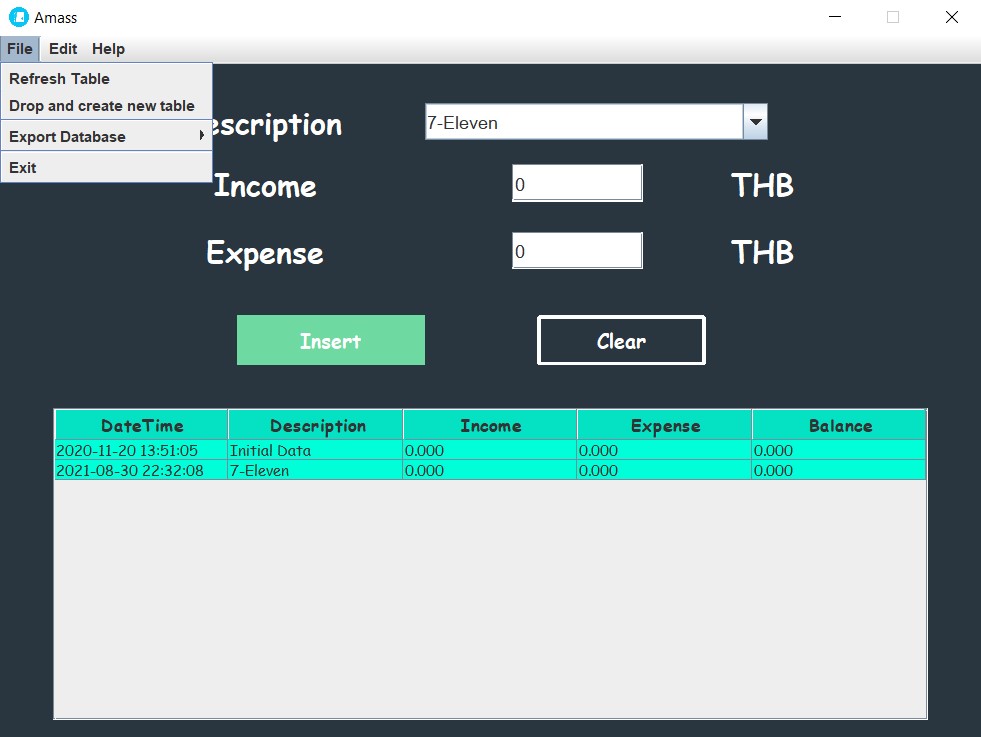 Amass
File Edit Help
Refresh Table
Drop and create new table
Export Database
Exit
escription
7-Eleven
Income
0
THB
Expense
0
THB
Insert
Clear
DateTime Description Income Expense Balance
2020-11-20 13:51:05 Initial Data 0.000 0.000 0.000
2021-08-30 22:32:08 7-Eleven 0.000 0.000 0.000